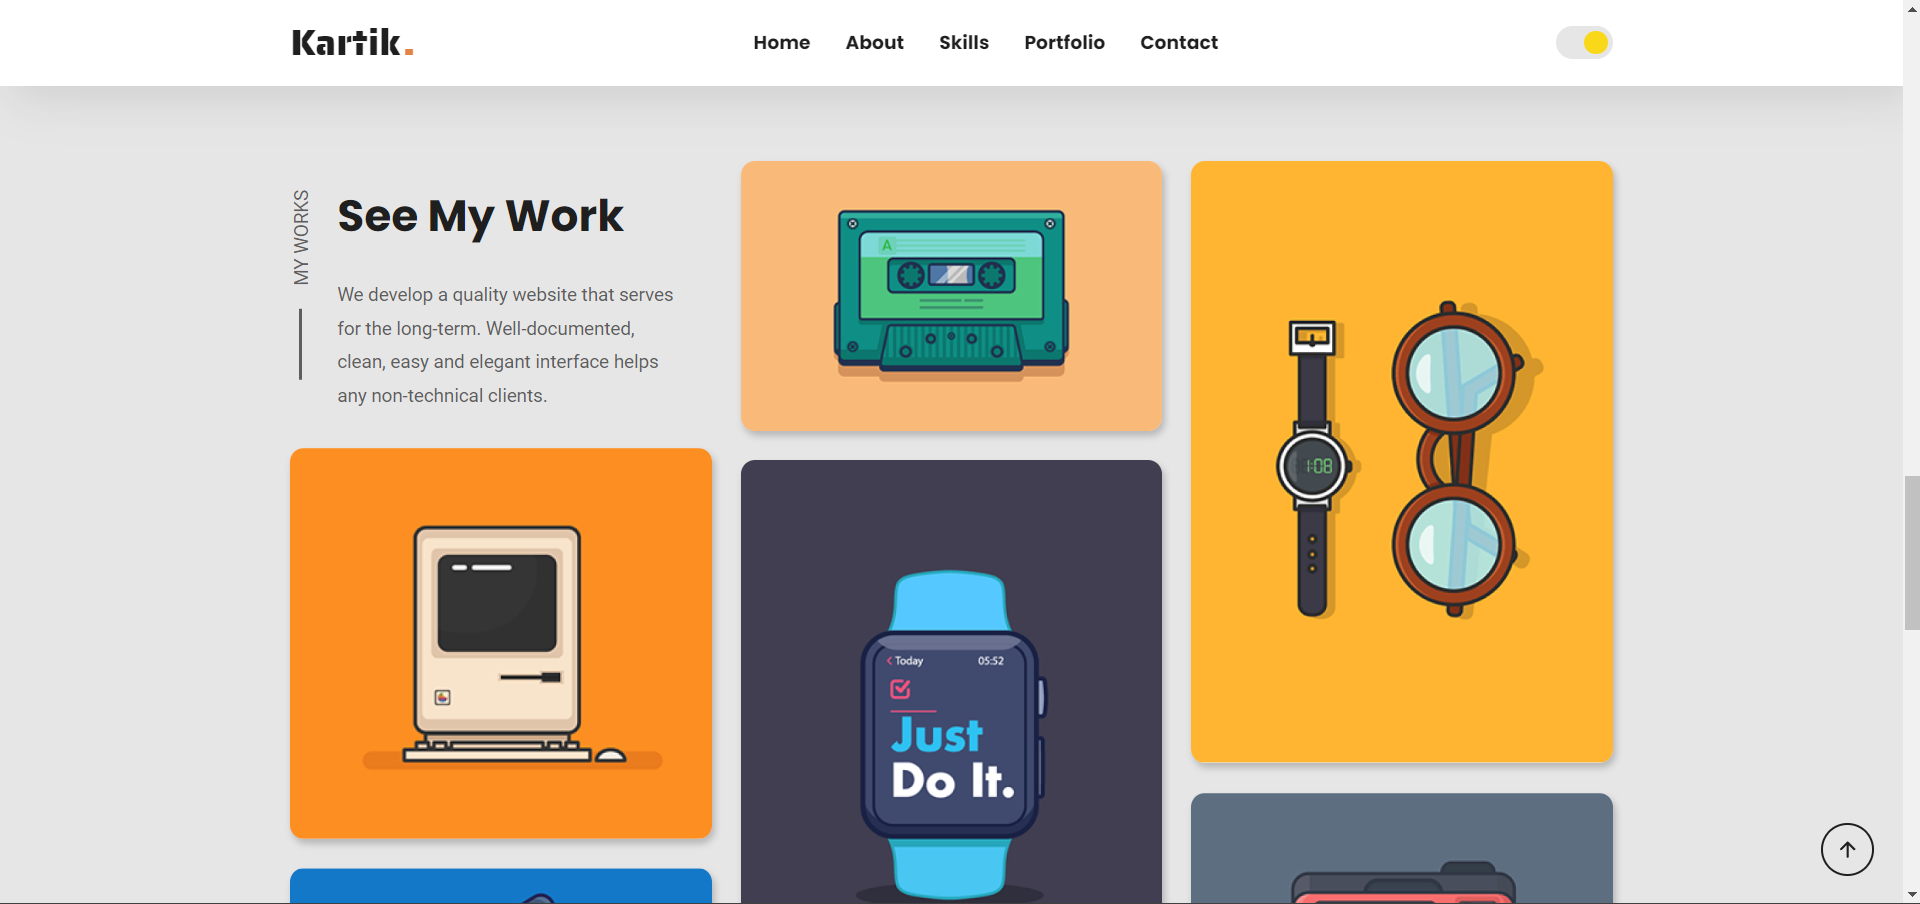 Kartik.
Home About Skills Portfolio Contact
MY WORKS
See My Work
We develop a quality website that serves
for the long-term. Well-documented,
clean, easy and elegant interface helps
any non-technical clients.
A
1:08
Today 05:52
Just
Do It.